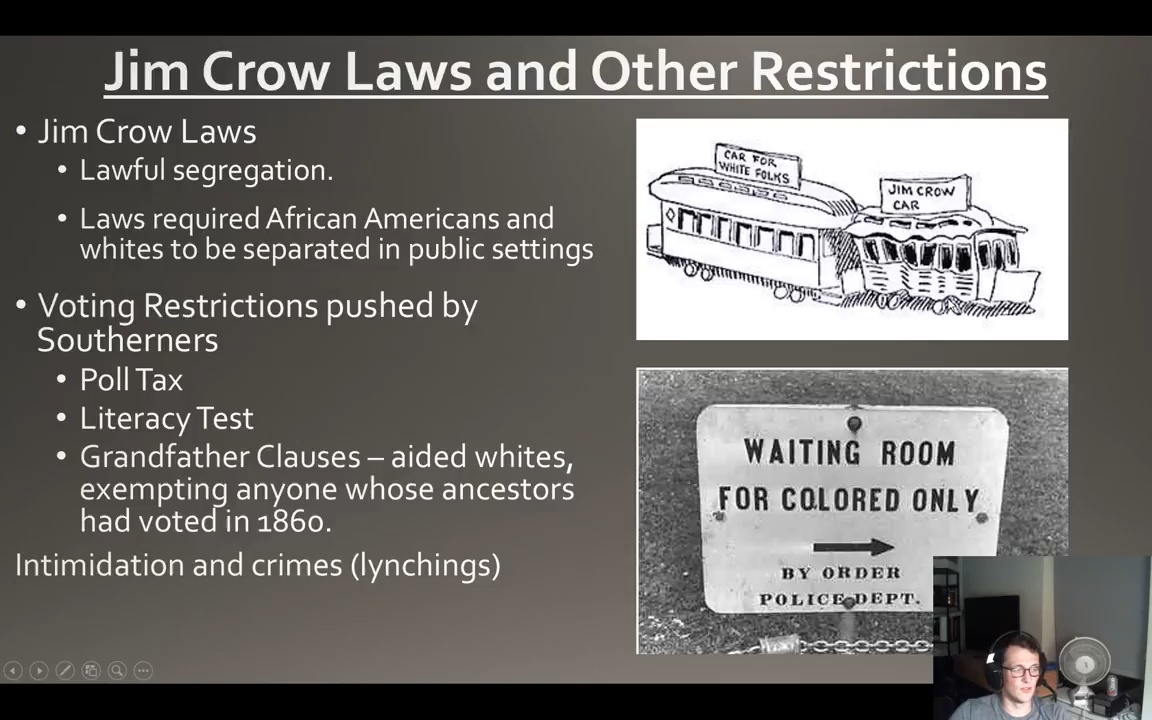 Jim Crow Laws and Other Restrictions
• Jim Crow Laws
• Lawful segregation.
• Laws required African Americans and
whites to be separated in public settings
• Voting Restrictions pushed by
Southerners
• Poll Tax
• Literacy Test
• Grandfather Clauses – aided whites,
exempting anyone whose ancestors
had voted in 1860.
Intimidation and crimes (lynchings)
CAR FOR
WHITE FOLKS
JIM CROW
CAR
WAITING ROOM
FOR COLORED ONLY
BY ORDER
POLICE DEPT.